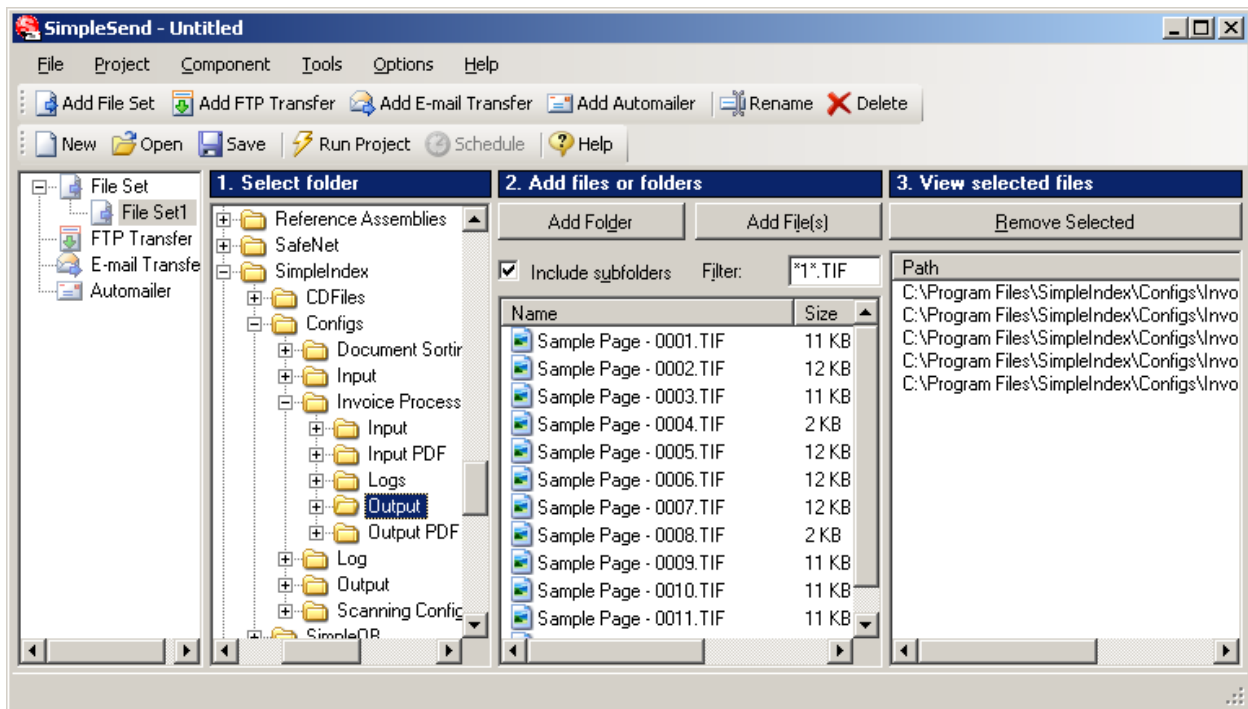 SimpleSend - Untitled
File Project Component Tools Options Help
Add File Set Add FTP Transfer Add E-mail Transfer Add Automailer Rename Delete
New Open Save Run Project Schedule Help
File Set
File Set1
FTP Transfer
E-mail Transfe
Automailer
1. Select folder
Reference Assemblies
SafeNet
SimpleIndex
CDFiles
Configs
Document Sortin
Input
Invoice Process
Input
Input PDF
Logs
Output
Output PDF
Log
Output
Scanning Config
2. Add files or folders
Add Folder Add File(s)
Include subfolders Filter: *1*.TIF
Name Size
Sample Page - 0001.TIF 11 KB
Sample Page - 0002.TIF 12 KB
Sample Page - 0003.TIF 11 KB
Sample Page - 0004.TIF 2 KB
Sample Page - 0005.TIF 12 KB
Sample Page - 0006.TIF 12 KB
Sample Page - 0007.TIF 12 KB
Sample Page - 0008.TIF 2 KB
Sample Page - 0009.TIF 11 KB
Sample Page - 0010.TIF 11 KB
Sample Page - 0011.TIF 11 KB
3. View selected files
Remove Selected
Path
C:\Program Files\SimpleIndex\Configs\Invo
C:\Program Files\SimpleIndex\Configs\Invo
C:\Program Files\SimpleIndex\Configs\Invo
C:\Program Files\SimpleIndex\Configs\Invo
C:\Program Files\SimpleIndex\Configs\Invo